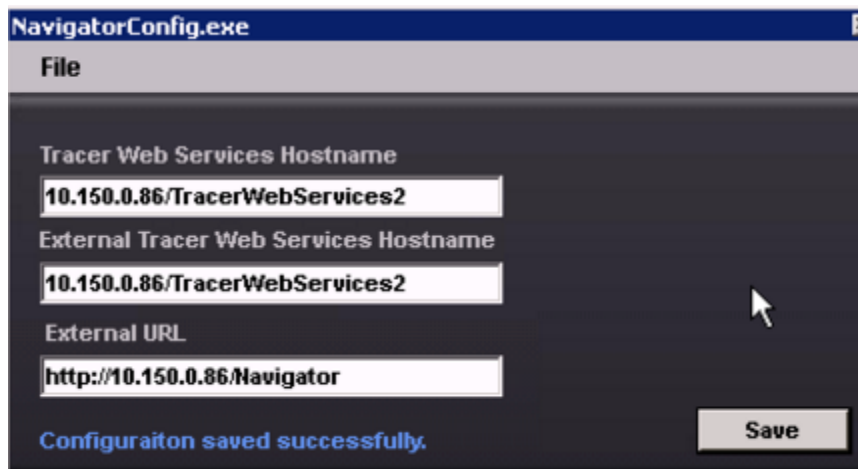 NavigatorConfig.exe
File
Tracer Web Services Hostname
10.150.0.86/TracerWebServices2
External Tracer Web Services Hostname
10.150.0.86/TracerWebServices2
External URL
http://10.150.0.86/Navigator
Configuraiton saved successfully.
Save